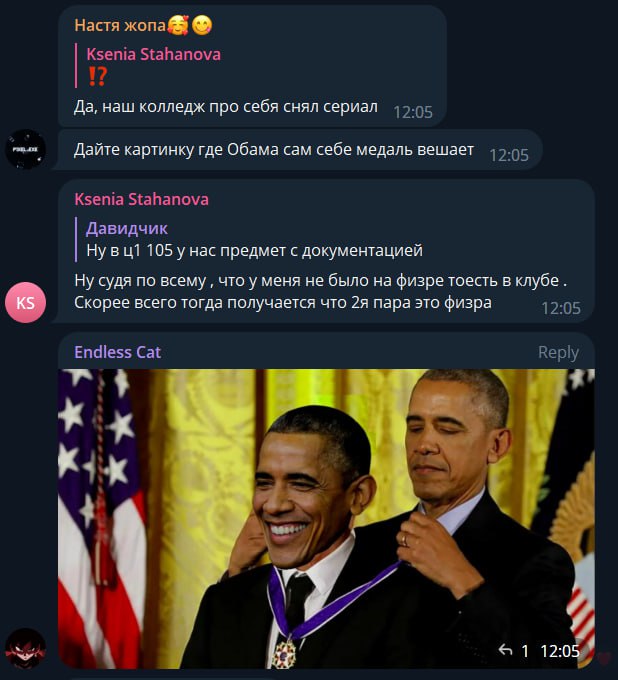 Настя жопа🥰😋
Ksenia Stahanova
⁉️
Да, наш колледж про себя снял сериал 12:05
PIXEL.EXE
Дайте картинку где Обама сам себе медаль вешает 12:05
Ksenia Stahanova
Давидчик
Ну в ц1 105 у нас предмет с документацией
Ну судя по всему , что у меня не было на физре тоесть в клубе .
Скорее всего тогда получается что 2я пара это физра 12:05
KS
Endless Cat Reply
1 12:05